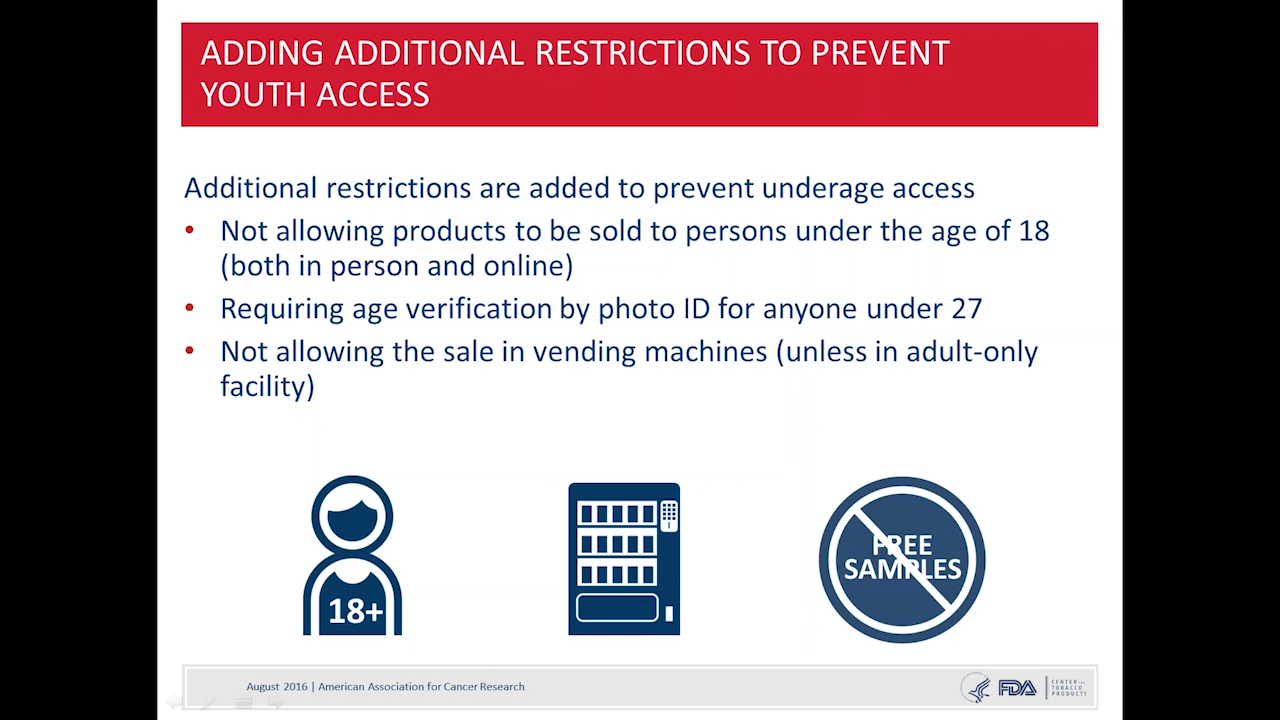 ADDING ADDITIONAL RESTRICTIONS TO PREVENT
YOUTH ACCESS
Additional restrictions are added to prevent underage access
• Not allowing products to be sold to persons under the age of 18
(both in person and online)
• Requiring age verification by photo ID for anyone under 27
• Not allowing the sale in vending machines (unless in adult-only
facility)
18+
FREE
SAMPLES
August 2016 | American Association for Cancer Research
FDA
CENTER FOR
TOBACCO
PRODUCTS